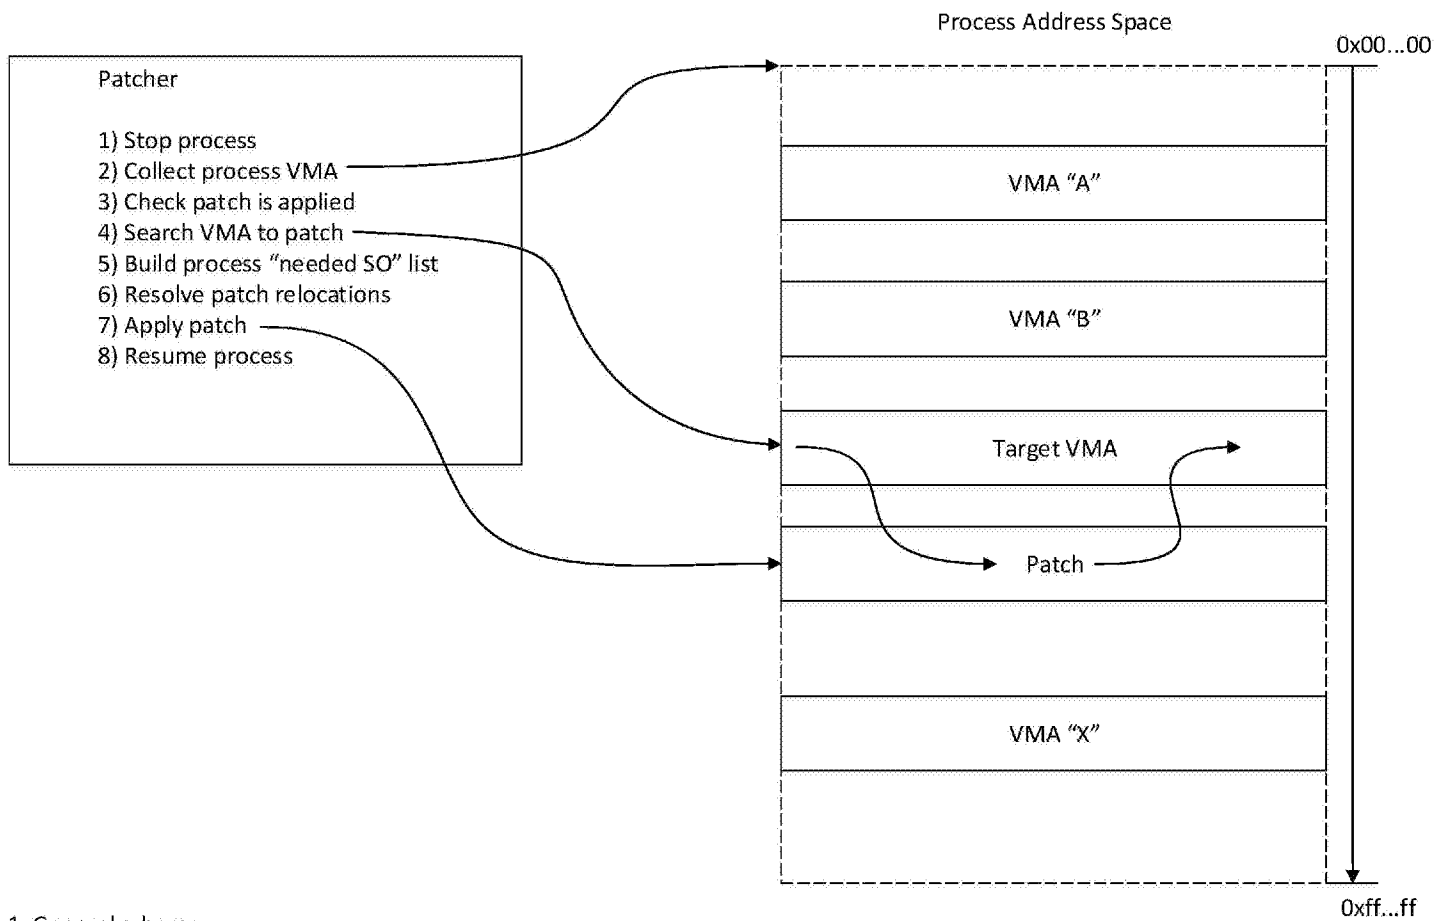 Process Address Space
0x00...00
Patcher
1) Stop process
2) Collect process VMA
3) Check patch is applied
4) Search VMA to patch
5) Build process “needed SO” list
6) Resolve patch relocations
7) Apply patch
8) Resume process
VMA “A”
VMA “B”
Target VMA
Patch
VMA “X”
0xff...ff